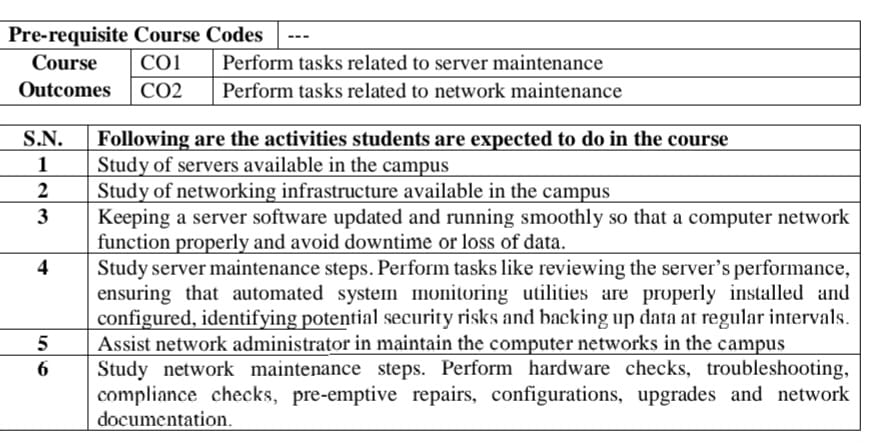 Pre-requisite Course Codes ---
Course CO1 Perform tasks related to server maintenance
Outcomes CO2 Perform tasks related to network maintenance
S.N. Following are the activities students are expected to do in the course
1 Study of servers available in the campus
2 Study of networking infrastructure available in the campus
3 Keeping a server software updated and running smoothly so that a computer network
function properly and avoid downtime or loss of data.
4 Study server maintenance steps. Perform tasks like reviewing the server's performance,
ensuring that automated system monitoring utilities are properly installed and
configured, identifying potential security risks and backing up data at regular intervals.
5 Assist network administrator in maintain the computer networks in the campus
6 Study network maintenance steps. Perform hardware checks, troubleshooting,
compliance checks, pre-emptive repairs, configurations, upgrades and network
documentation.